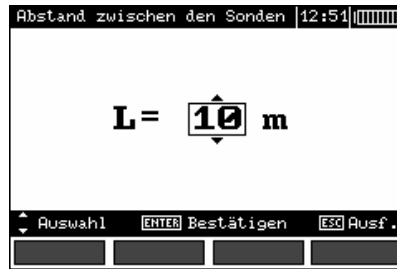 Abstand zwischen den Sonden 12:51
L= 10 m
Auswahl ENTER Bestätigen ESC Ausf.